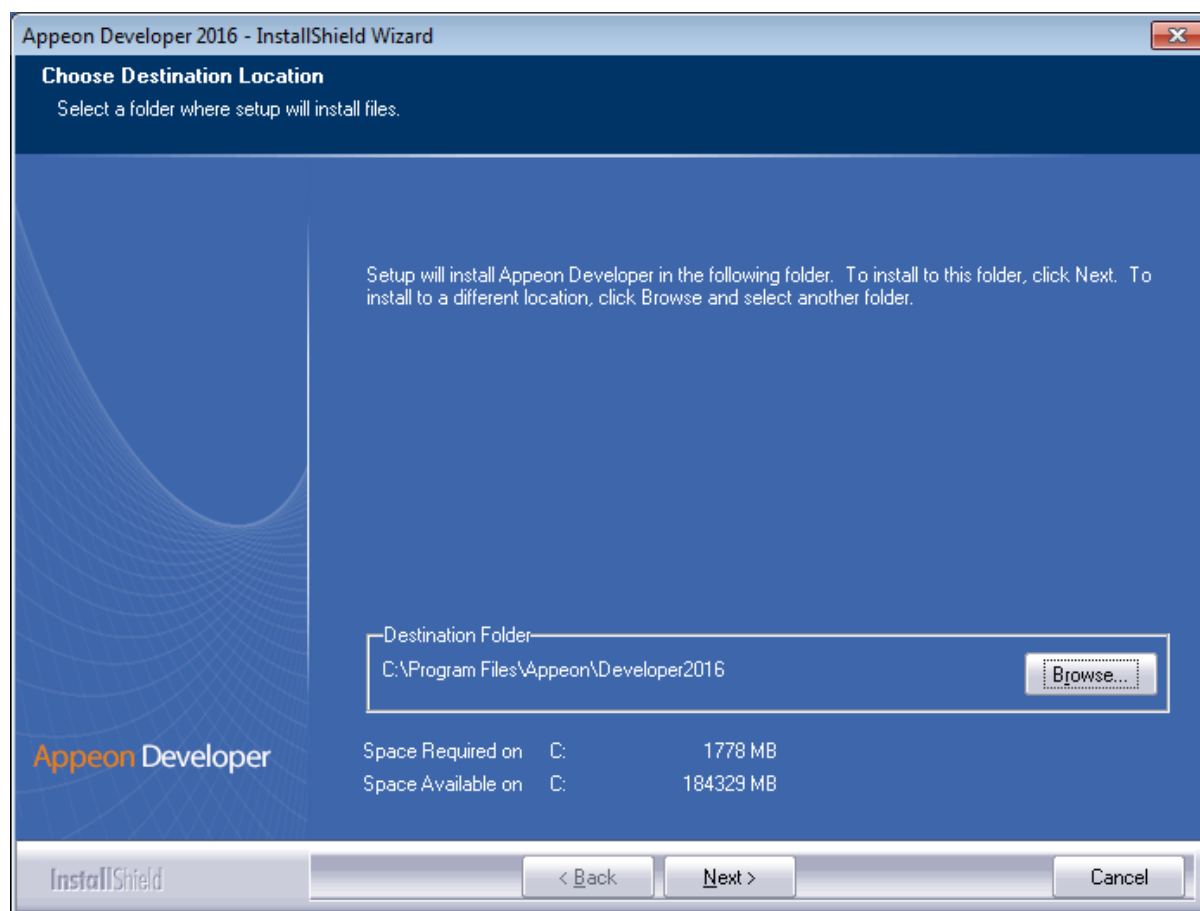 Appeon Developer 2016 - InstallShield Wizard
Choose Destination Location
Select a folder where setup will install files.
Setup will install Appeon Developer in the following folder.  To install to this folder, click Next.  To
install to a different location, click Browse and select another folder.
Destination Folder
C:\Program Files\Appeon\Developer2016
Browse...
Appeon Developer
Space Required on C: 1778 MB
Space Available on C: 184329 MB
InstallShield
< Back
Next >
Cancel